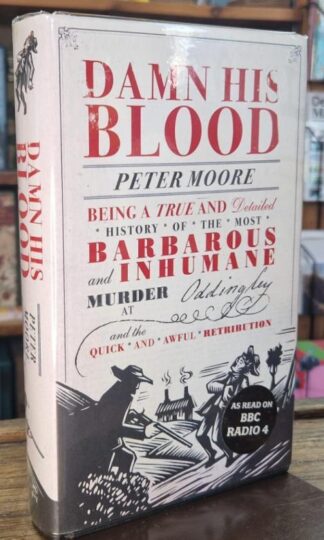 DAMN HIS
BLOOD
PETER MOORE
BEING A TRUE AND Detailed
* HISTORY * OF * THE * MOST *
BARBAROUS
and INHUMANE
MURDER
AT
Oddingley
and the
QUICK * AND * AWFUL * RETRIBUTION
AS READ ON
BBC
RADIO 4
DAMN HIS
BLOOD
PETER
MOORE